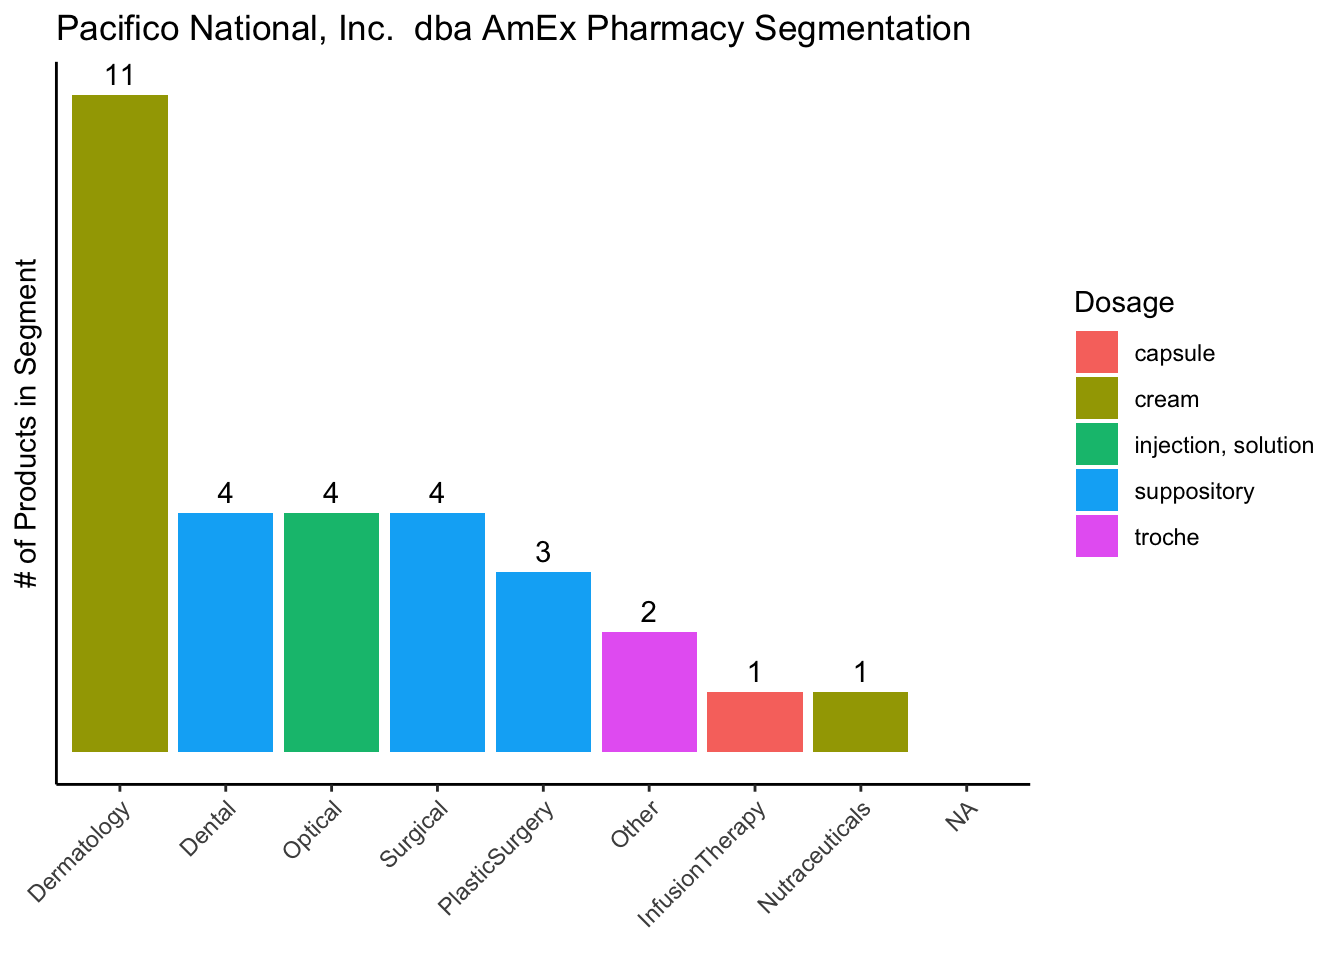 Pacifico National, Inc.  dba AmEx Pharmacy Segmentation
# of Products in Segment
11
4
4
4
3
2
1
1
Dermatology
Dental
Optical
Surgical
PlasticSurgery
Other
InfusionTherapy
Nutraceuticals
NA
Dosage
capsule
cream
injection, solution
suppository
troche